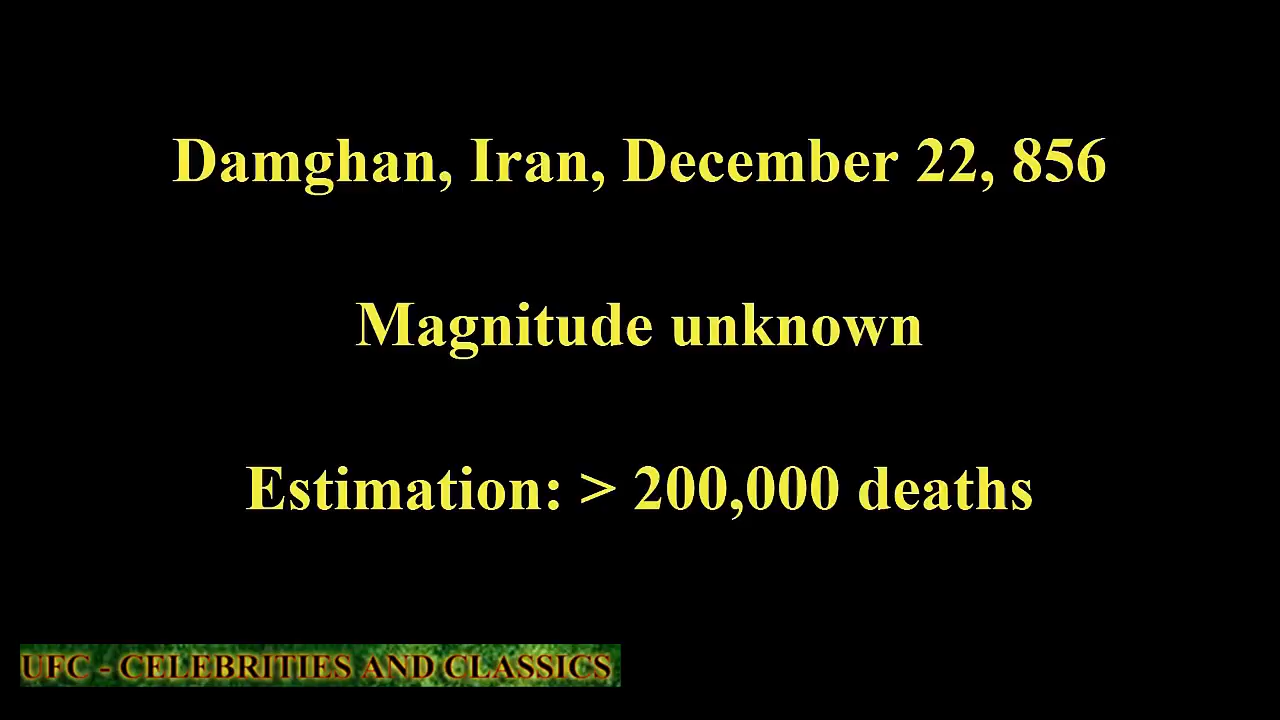 Damghan, Iran, December 22, 856
Magnitude unknown
Estimation: > 200,000 deaths
UFC - CELEBRITIES AND CLASSICS